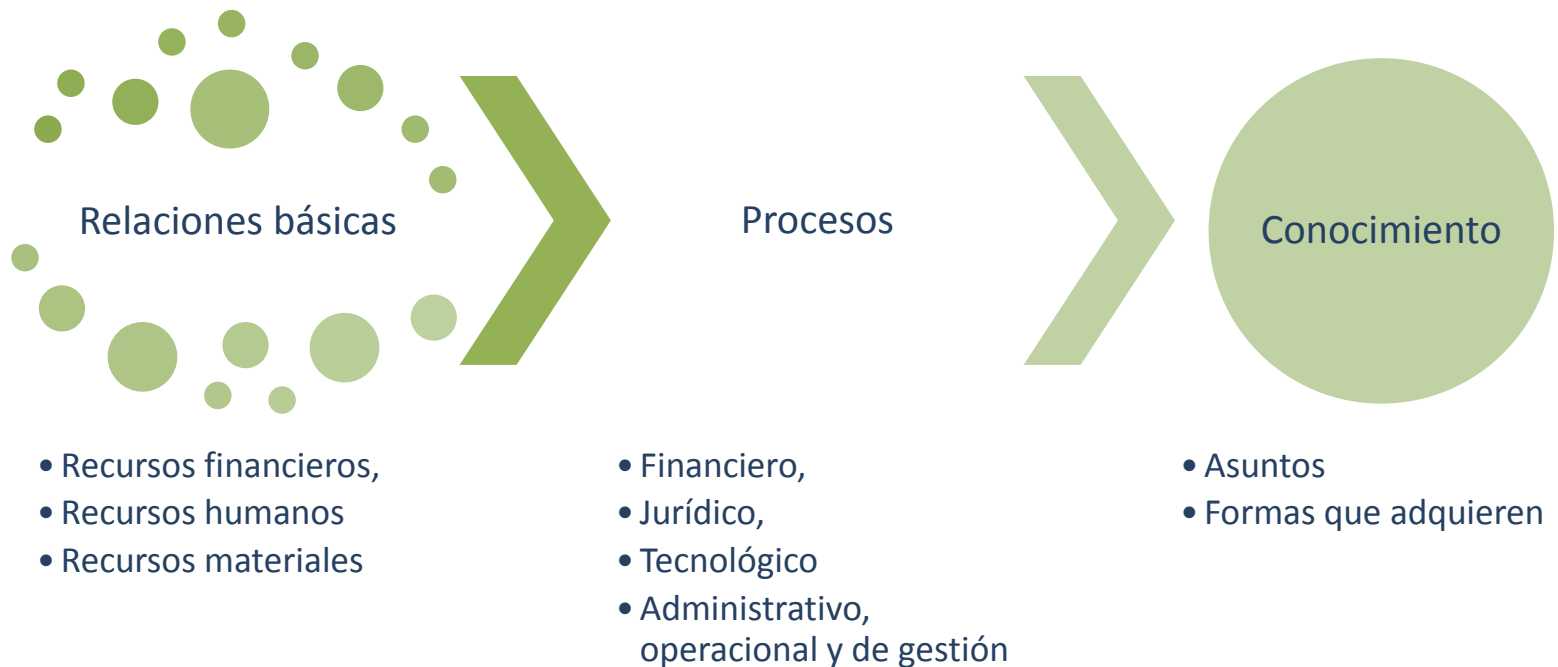 Relaciones básicas
Procesos
Conocimiento
• Recursos financieros,
• Recursos humanos
• Recursos materiales
• Financiero,
• Jurídico,
• Tecnológico
• Administrativo,
operacional y de gestión
• Asuntos
• Formas que adquieren